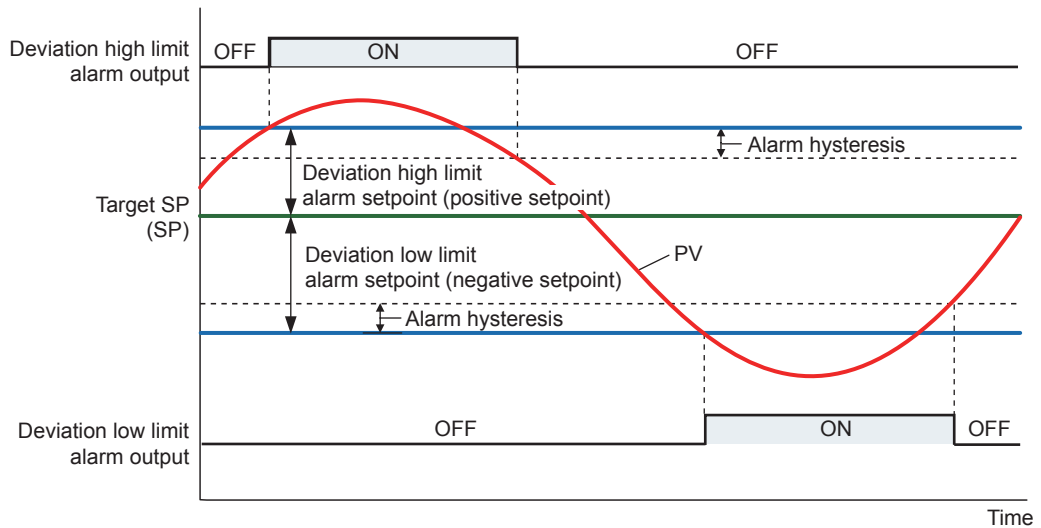 Deviation high limit
alarm output
OFF
ON
OFF
Alarm hysteresis
Deviation high limit
alarm setpoint (positive setpoint)
Target SP
(SP)
Deviation low limit
alarm setpoint (negative setpoint)
PV
Alarm hysteresis
Deviation low limit
alarm output
OFF
ON
OFF
Time